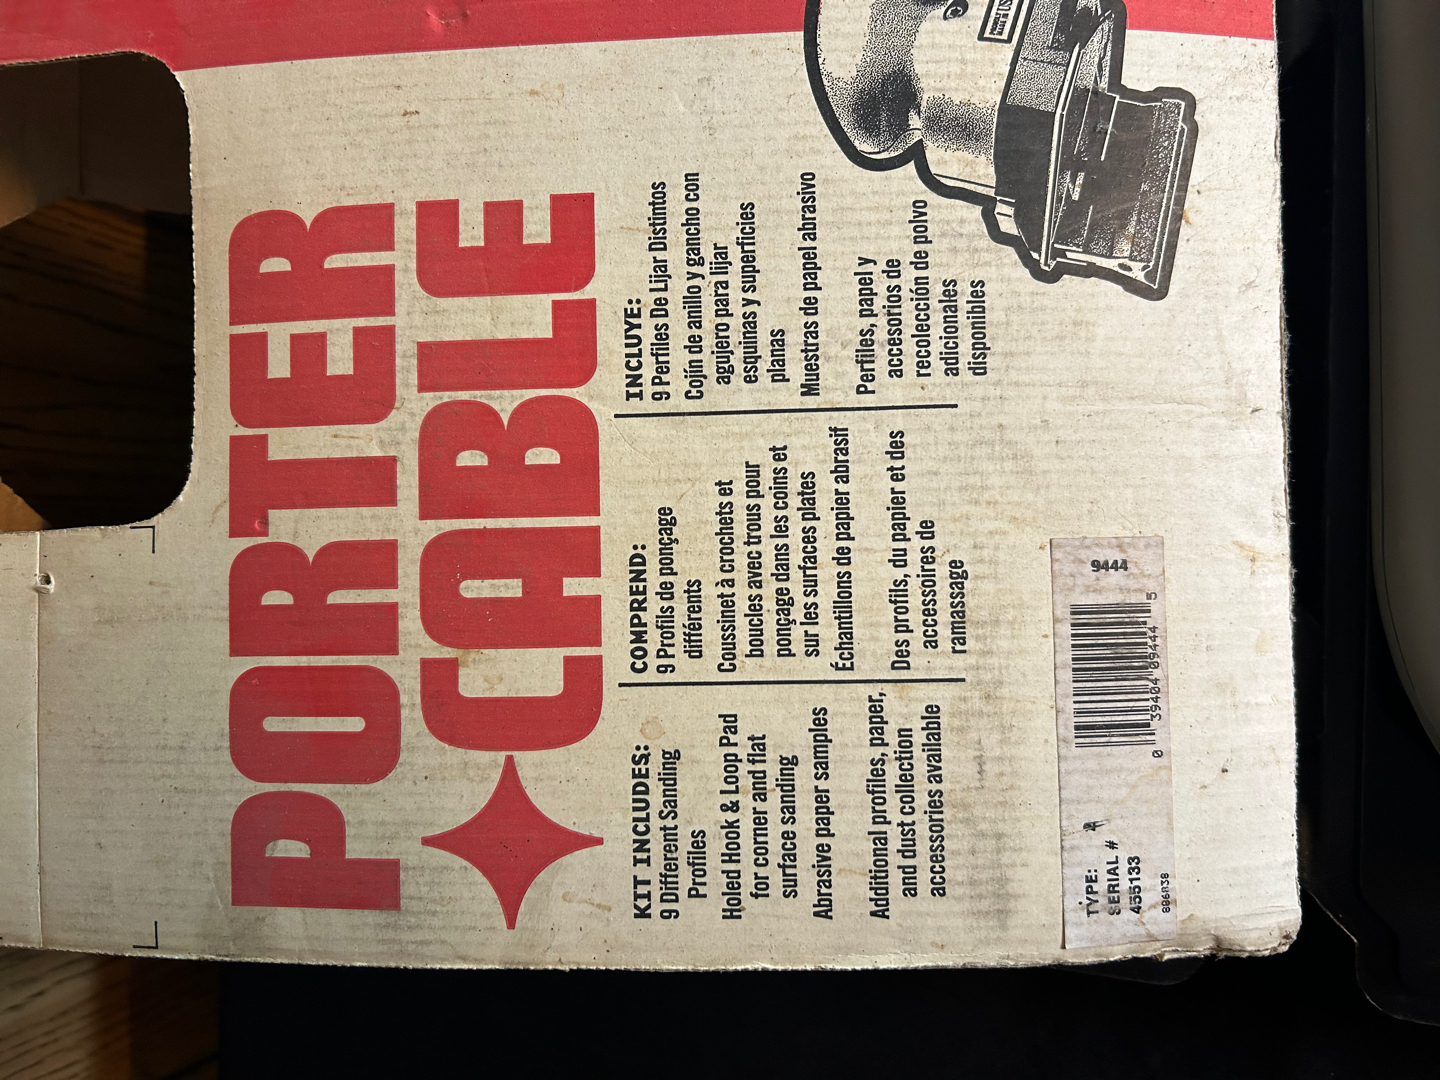 PORTER
CABLE
KIT INCLUDES:
9 Different Sanding
Profiles
Holed Hook & Loop Pad
for corner and flat
surface sanding
Abrasive paper samples
Additional profiles, paper,
and dust collection
accessories available
COMPREND:
9 Profils de ponçage
différents
Coussinet à crochets et
boucles avec trous pour
ponçage dans les coins et
sur les surfaces plates
Échantillons de papier abrasif
Des profils, du papier et des
accessoires de
ramassage
INCLUYE:
9 Perfiles De Lijar Distintos
Cojín de anillo y gancho con
agujero para lijar
esquinas y superficies
planas
Muestras de papel abrasivo
Perfiles, papel y
accesorios de
recolección de polvo
adicionales
disponibles
TYPE:
SERIAL #
455133
886838
9444
0 39404 09444 5